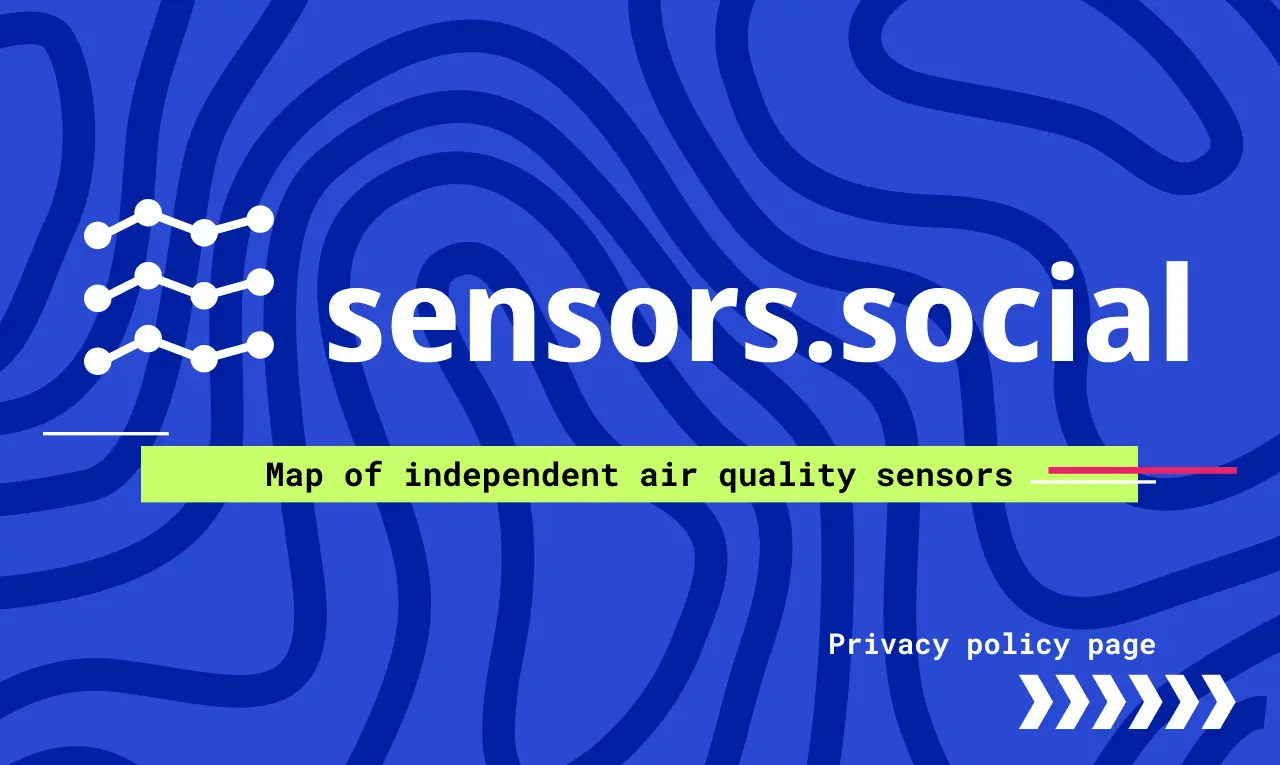 sensors.social
Map of independent air quality sensors
Privacy policy page